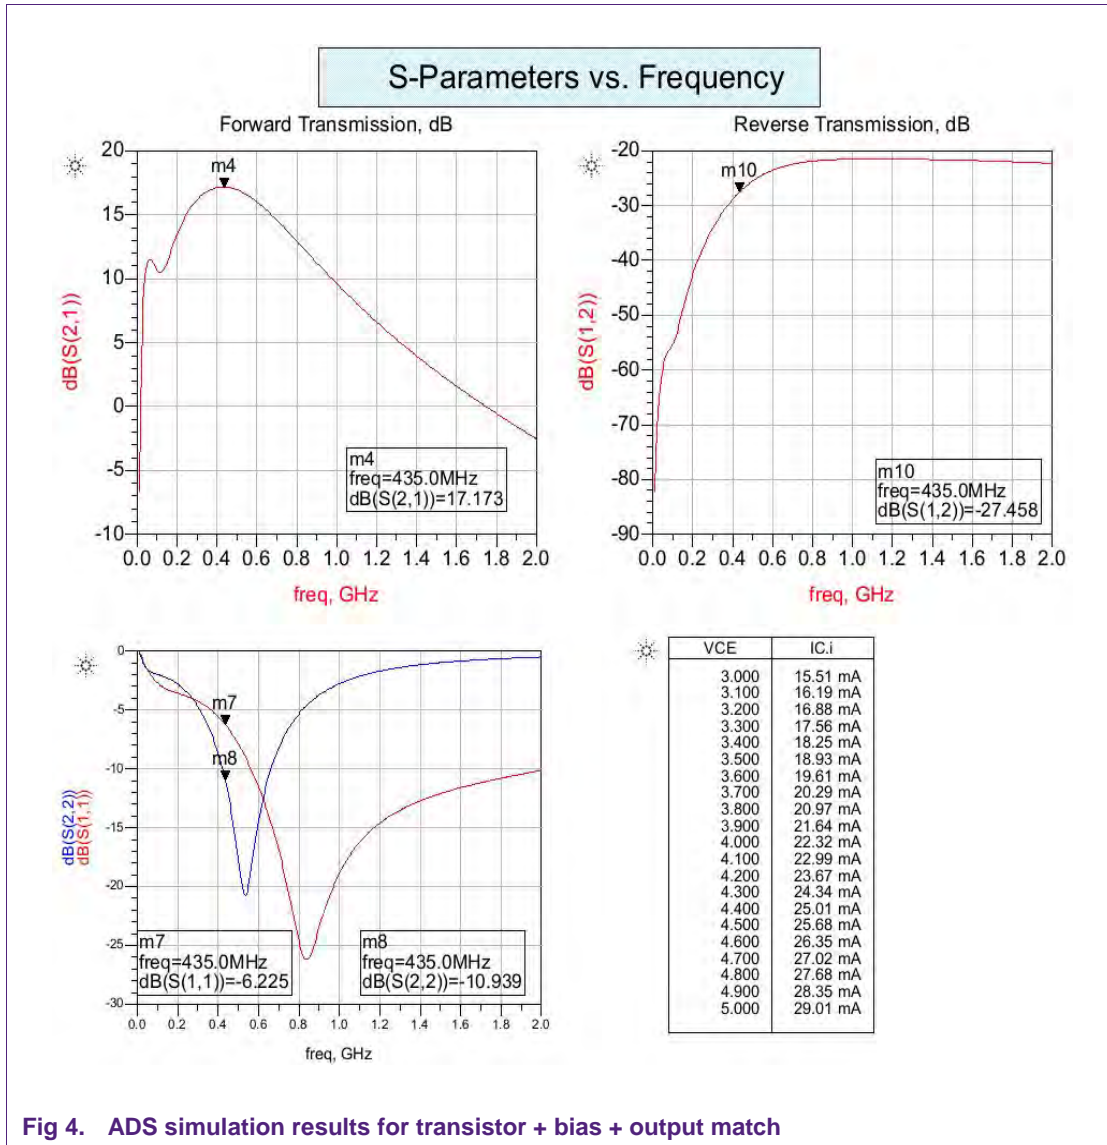 S-Parameters vs. Frequency
Forward Transmission, dB
20
15
10
5
0
-5
-10
dB(S(2,1))
m4
m4
freq=435.0MHz
dB(S(2,1))=17.173
0.0 0.2 0.4 0.6 0.8 1.0 1.2 1.4 1.6 1.8 2.0
freq, GHz
Reverse Transmission, dB
-20
-30
-40
-50
-60
-70
-80
-90
dB(S(1,2))
m10
m10
freq=435.0MHz
dB(S(1,2))=-27.458
0.0 0.2 0.4 0.6 0.8 1.0 1.2 1.4 1.6 1.8 2.0
freq, GHz
0
-5
-10
-15
-20
-25
-30
dB(S(2,2))
dB(S(1,1))
m7
m8
m7
freq=435.0MHz
dB(S(1,1))=-6.225
m8
freq=435.0MHz
dB(S(2,2))=-10.939
0.0 0.2 0.4 0.6 0.8 1.0 1.2 1.4 1.6 1.8 2.0
freq, GHz
VCE IC.i
3.000 15.51 mA
3.100 16.19 mA
3.200 16.88 mA
3.300 17.56 mA
3.400 18.25 mA
3.500 18.93 mA
3.600 19.61 mA
3.700 20.29 mA
3.800 20.97 mA
3.900 21.64 mA
4.000 22.32 mA
4.100 22.99 mA
4.200 23.67 mA
4.300 24.34 mA
4.400 25.01 mA
4.500 25.68 mA
4.600 26.35 mA
4.700 27.02 mA
4.800 27.68 mA
4.900 28.35 mA
5.000 29.01 mA
Fig 4. ADS simulation results for transistor + bias + output match